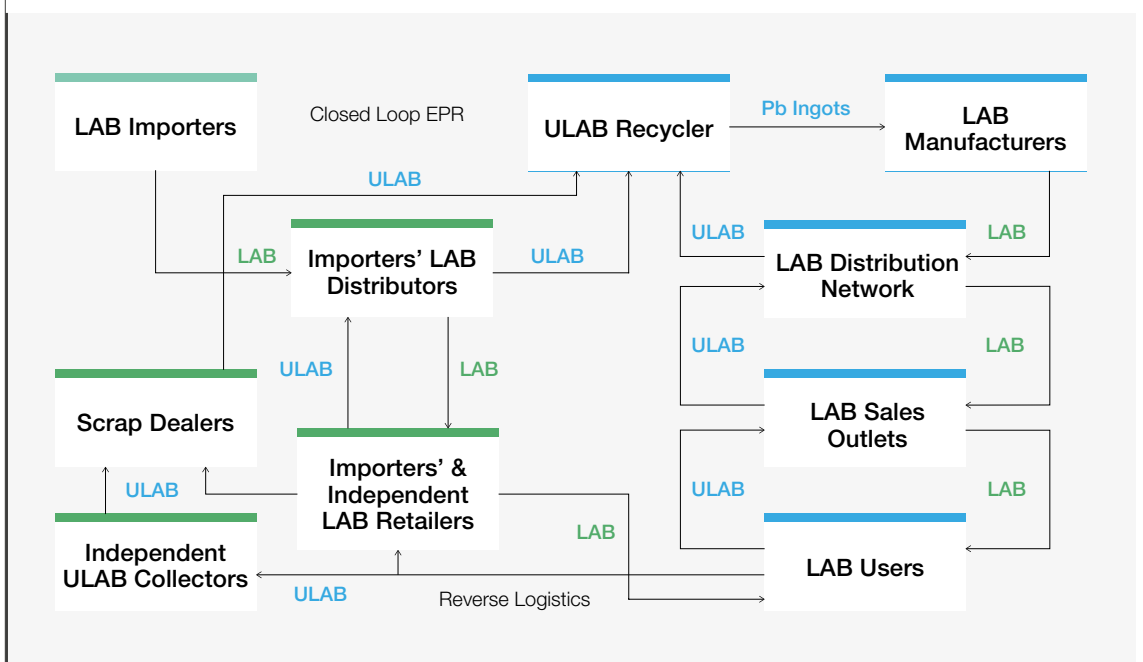 LAB Importers
Closed Loop EPR
ULAB Recycler
Pb Ingots
LAB
Manufacturers
ULAB
LAB
Importers' LAB
Distributors
ULAB
ULAB
LAB
LAB Distribution
Network
ULAB
LAB
ULAB
LAB
Scrap Dealers
LAB Sales
Outlets
ULAB
Importers' &
Independent
LAB Retailers
ULAB
LAB
LAB
Independent
ULAB Collectors
LAB Users
ULAB
Reverse Logistics